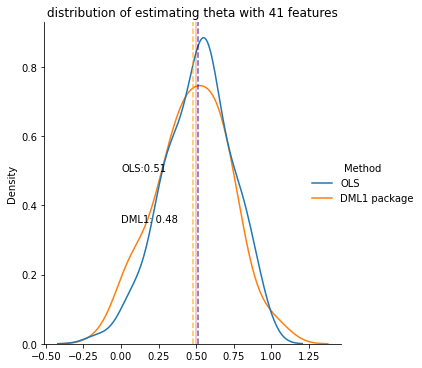 distribution of estimating theta with 41 features
Density
0.8
0.6
0.4
0.2
0.0
OLS:0.51
DML1: 0.48
Method
OLS
DML1 package
−0.50 −0.25 0.00 0.25 0.50 0.75 1.00 1.25